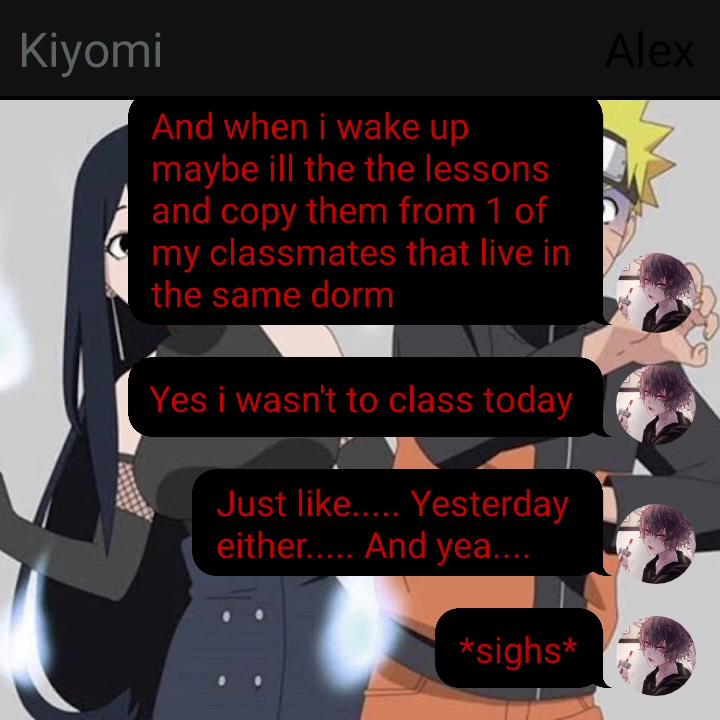 Kiyomi Alex
And when i wake up
maybe ill the the lessons
and copy them from 1 of
my classmates that live in
the same dorm
Yes i wasn't to class today
Just like..... Yesterday
either..... And yea....
*sighs*